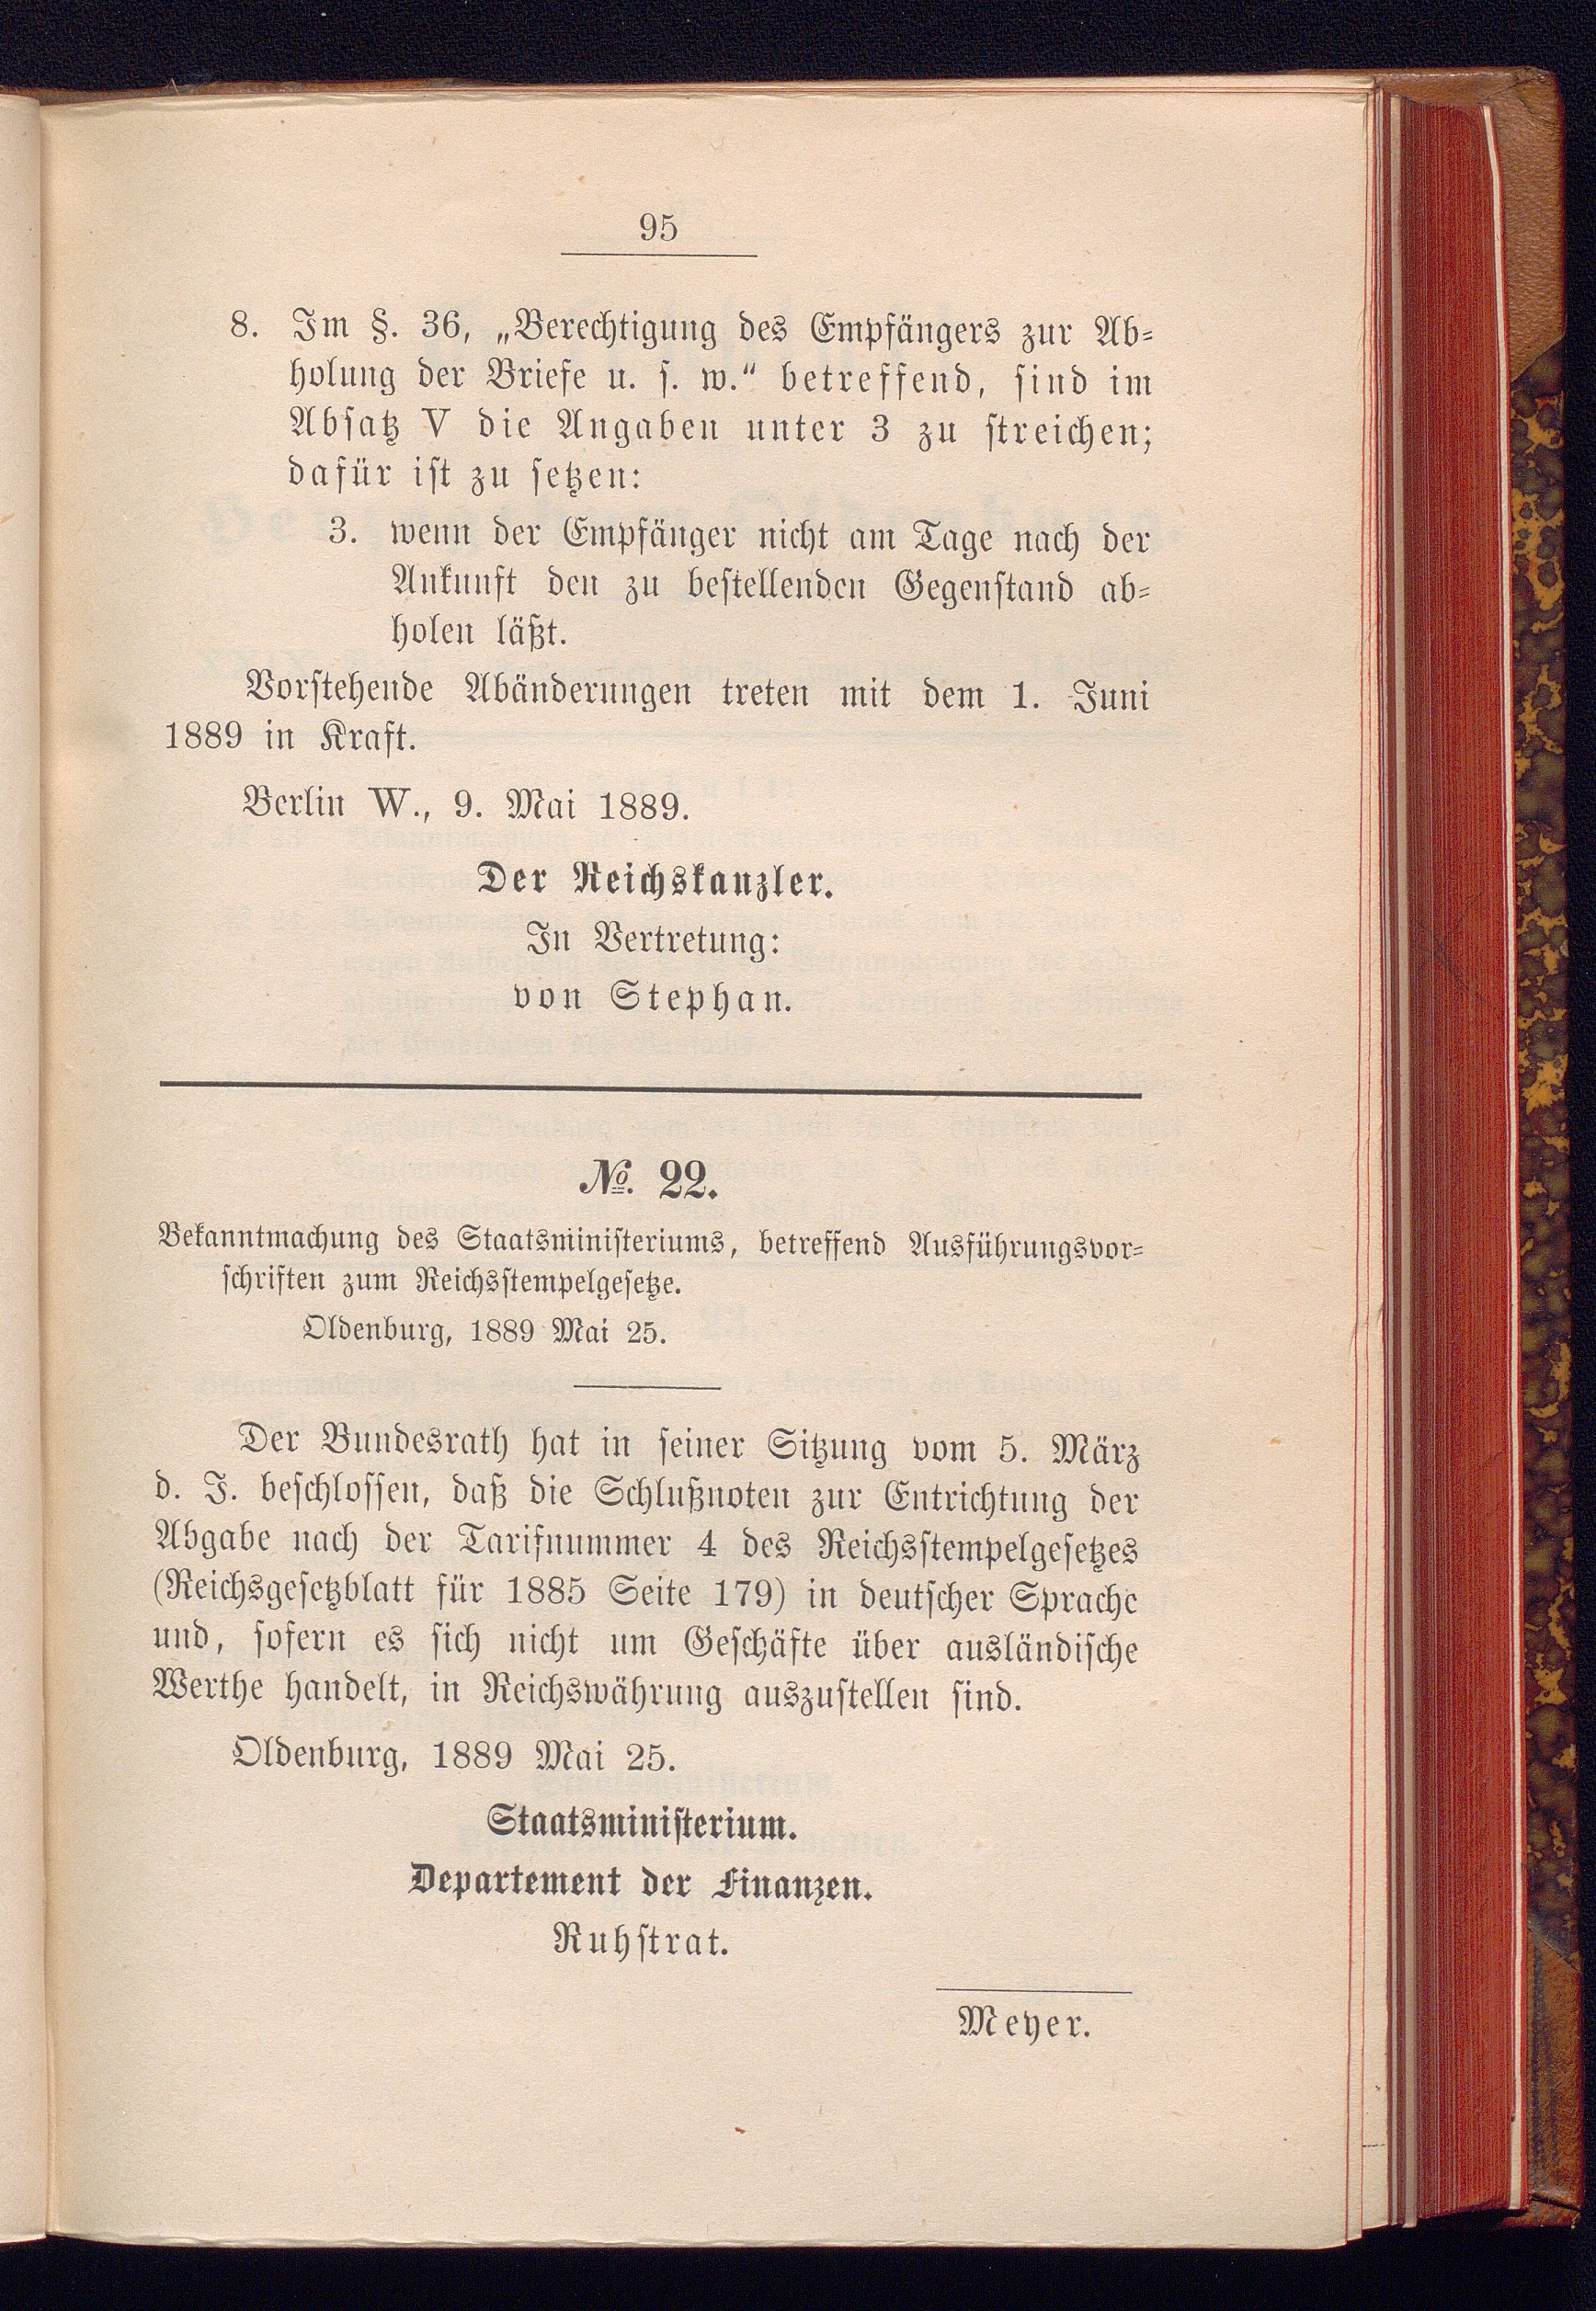 95
8. Im §. 36, „Berechtigung des Empfängers zur Ab-
holung der Briefe u. s. w." betreffend, sind im
Absatz V die Angaben unter 3 zu streichen;
dafür ist zu setzen:
3. wenn der Empfänger nicht am Tage nach der
Ankunft den zu bestellenden Gegenstand ab-
holen läßt.
Vorstehende Abänderungen treten mit dem 1. Juni
1889 in Kraft.
Berlin W., 9. Mai 1889.
Der Reichskanzler.
In Vertretung:
von Stephan.
№. 22.
Bekanntmachung des Staatsministeriums, betreffend Ausführungsvor-
schriften zum Reichsstempelgesetze.
Oldenburg, 1889 Mai 25.
Der Bundesrath hat in seiner Sitzung vom 5. März
d. J. beschlossen, daß die Schlußnoten zur Entrichtung der
Abgabe nach der Tarifnummer 4 des Reichsstempelgesetzes
(Reichsgesetzblatt für 1885 Seite 179) in deutscher Sprache
und, sofern es sich nicht um Geschäfte über ausländische
Werthe handelt, in Reichswährung auszustellen sind.
Oldenburg, 1889 Mai 25.
Staatsministerium.
Departement der Finanzen.
Ruhstrat.
Meyer.